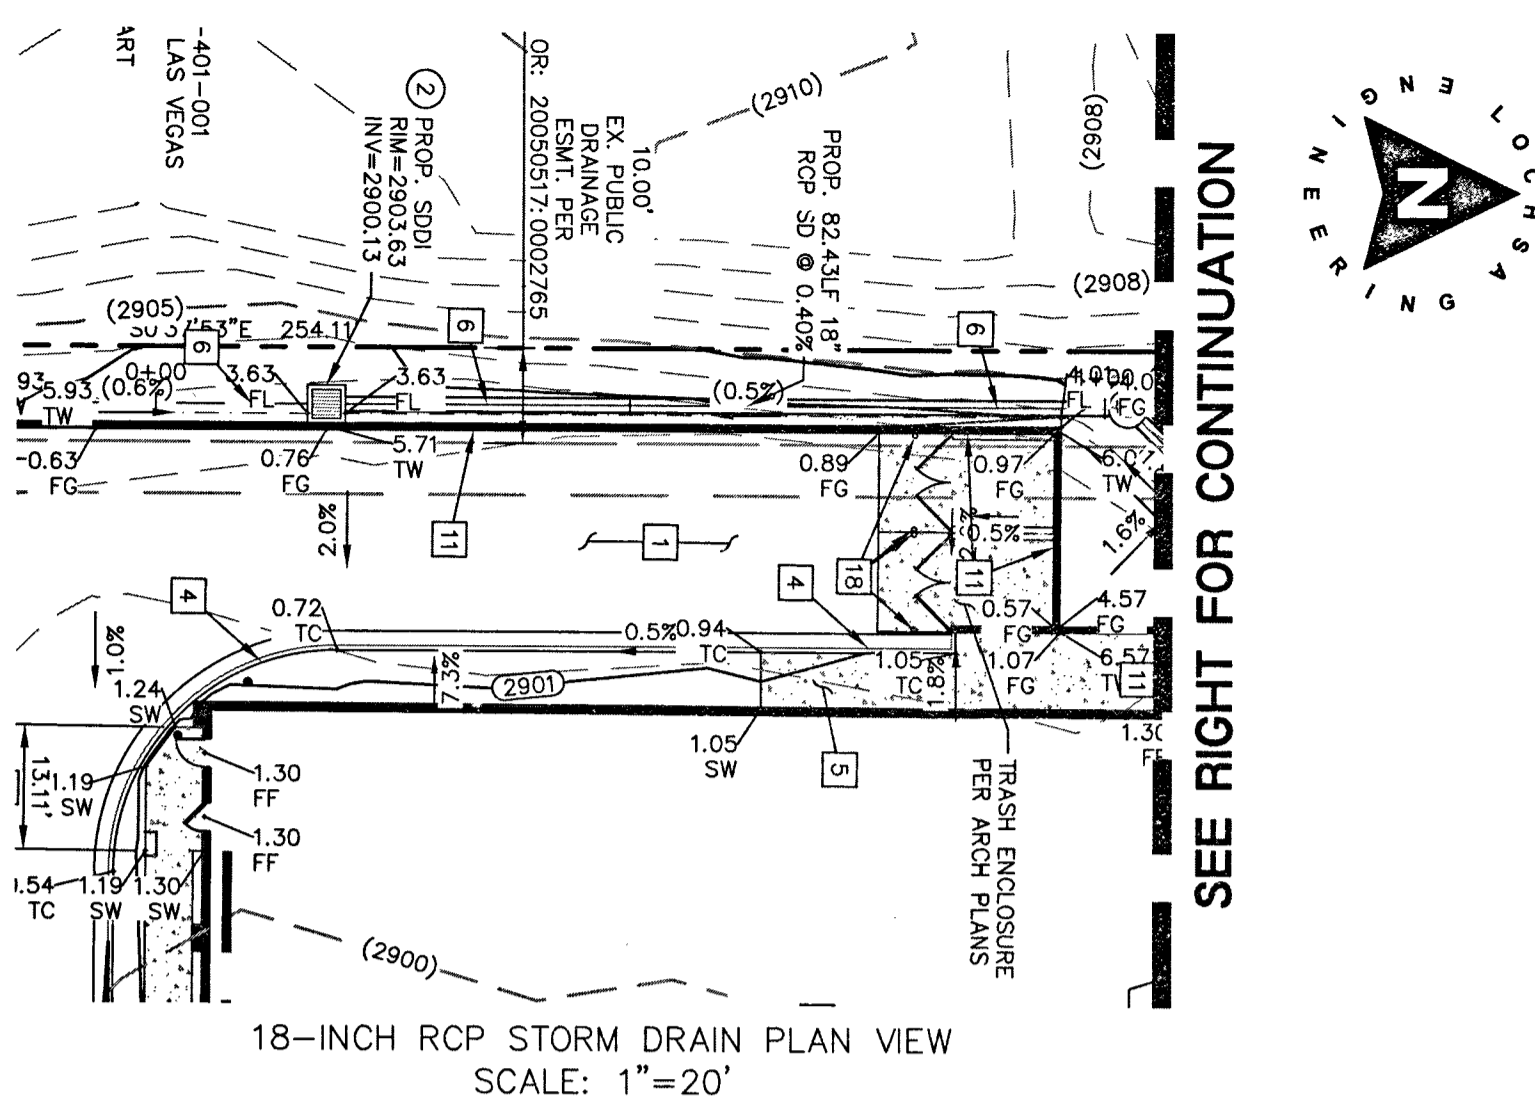 -401-001
LAS VEGAS
ART
2
PROP. SDDI
RIM=2903.63
INV=2900.13
OR: 20050517:0002765
10.00'
EX. PUBLIC
DRAINAGE
ESMT. PER
(2910)
PROP. 82.43LF 18"
RCP SD @ 0.40%
(2908)
(2908)
(2905)
254.11
6
6
6
0+00
(0.6%)
3.63
FL
3.63
FL
(0.5%)
FL
FG
93
5.93
TW
0.63
FG
0.76
FG
5.71
TW
0.89
FG
0.97
FG
TW
2.0%
11
1
18
0.5%
11
1.6%
4
4
0.72
TC
0.5%
0.94
TC
0.57
FG
4.57
FG
1.0%
7.3%
2901
1.05
TC
1.8%
1.07
FG
6.57
11
1.24
SW
1.05
SW
5
1.30
FF
13.11'
1.19
SW
1.30
FF
1.30
FF
TRASH ENCLOSURE
PER ARCH PLANS
.54
TC
1.19
SW
1.30
SW
(2900)
SEE RIGHT FOR CONTINUATION
N
LOCHSA ENGINEERING
18-INCH RCP STORM DRAIN PLAN VIEW
SCALE: 1"=20'